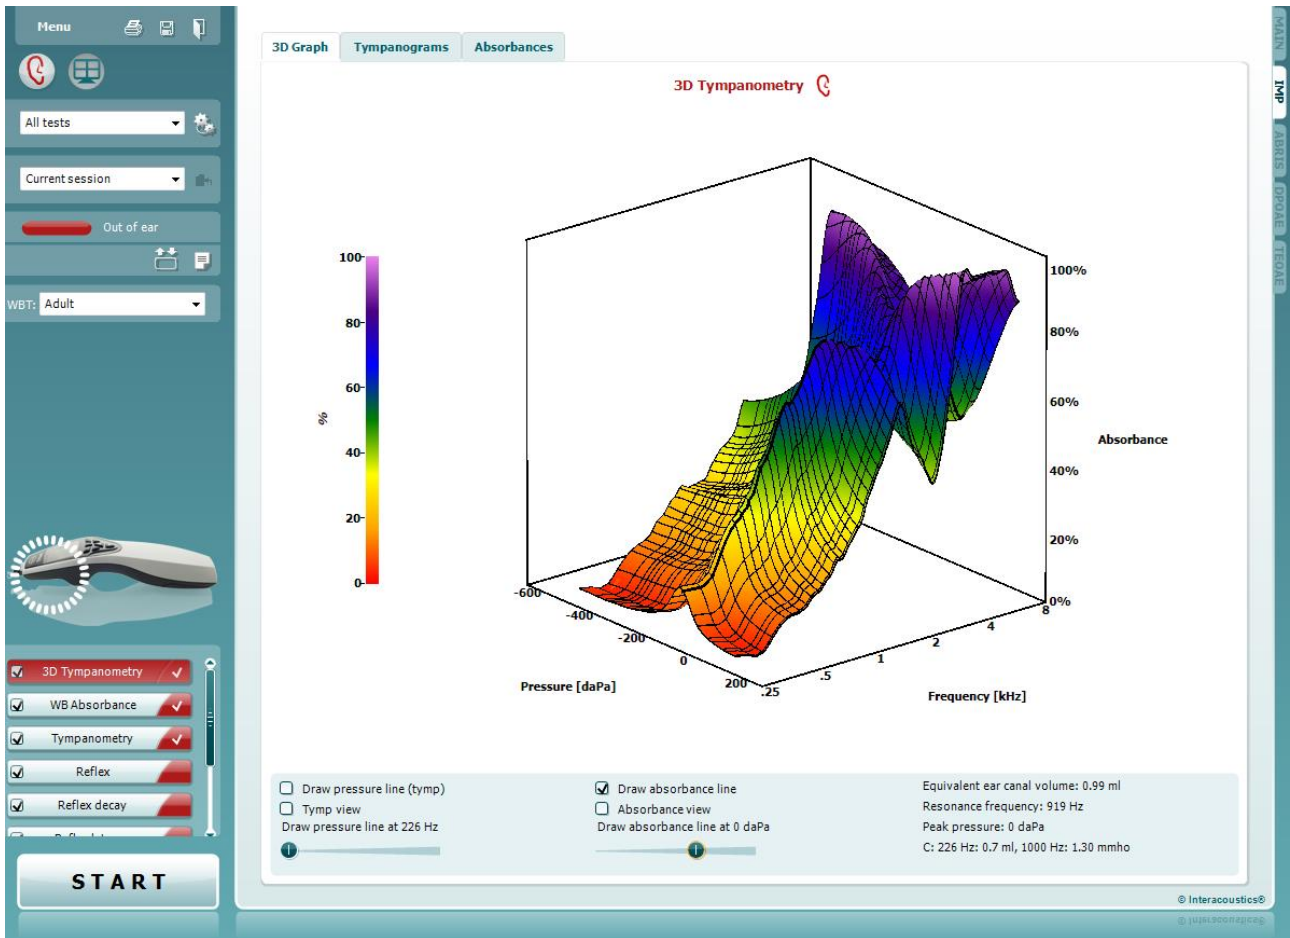 Menu
3D Graph
Tympanograms
Absorbances
MAIN
IMP
ABRIS
DPOAE
TEOAE
3D Tympanometry
All tests
Current session
Out of ear
WBT: Adult
100
80
60
40
20
0
%
100%
80%
60%
40%
20%
0%
Absorbance
-600
-400
-200
0
200
Pressure [daPa]
.25
.5
1
2
4
8
Frequency [kHz]
3D Tympanometry
WB Absorbance
Tympanometry
Reflex
Reflex decay
START
Draw pressure line (tymp)
Tymp view
Draw pressure line at 226 Hz
Draw absorbance line
Absorbance view
Draw absorbance line at 0 daPa
Equivalent ear canal volume: 0.99 ml
Resonance frequency: 919 Hz
Peak pressure: 0 daPa
C: 226 Hz: 0.7 ml, 1000 Hz: 1.30 mmho
© Interacoustics®